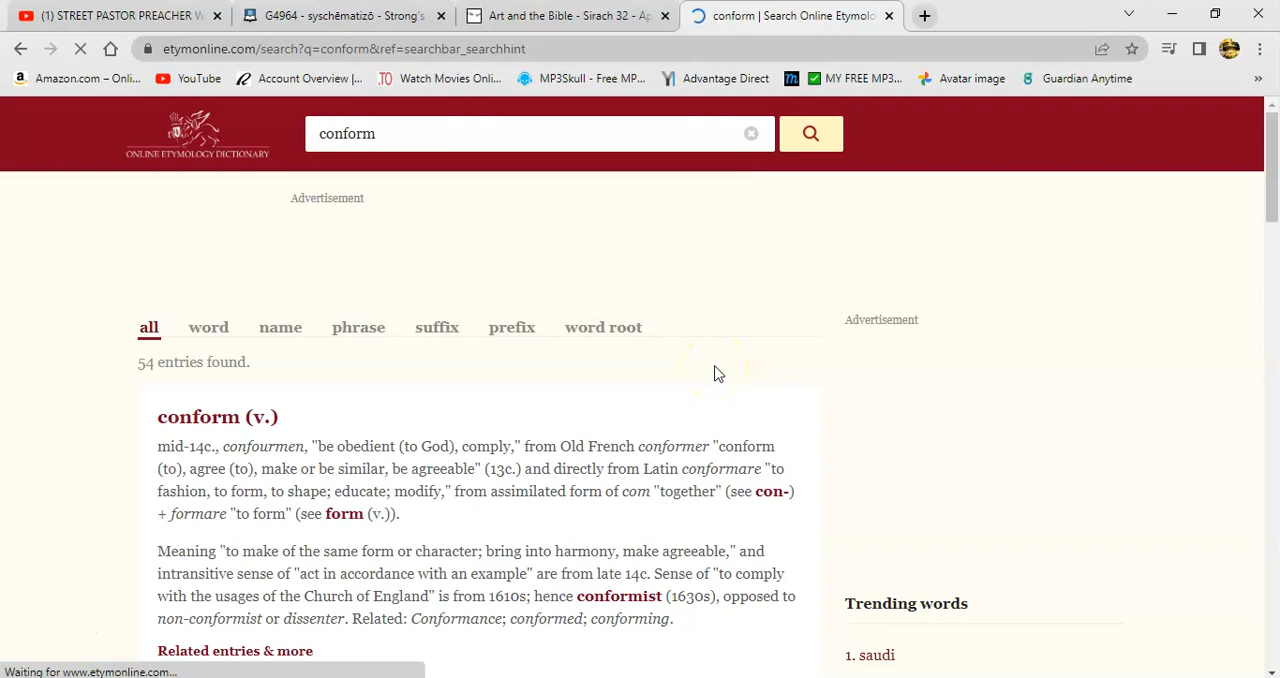 (1) STREET PASTOR PREACHER W
G4964 - syschēmatizō - Strong's
Art and the Bible - Sirach 32 - Ap
conform | Search Online Etymolo
etymonline.com/search?q=conform&ref=searchbar_searchhint
Amazon.com – Onli...
YouTube
Account Overview |...
.TO Watch Movies Onli...
MP3Skull - Free MP...
Advantage Direct
m
MY FREE MP3...
Avatar image
Guardian Anytime
»
ONLINE ETYMOLOGY DICTIONARY
conform
Advertisement
all word name phrase suffix prefix word root
Advertisement
54 entries found.
conform (v.)
mid-14c., confourmen, "be obedient (to God), comply," from Old French conformer "conform
(to), agree (to), make or be similar, be agreeable" (13c.) and directly from Latin conformare "to
fashion, to form, to shape; educate; modify," from assimilated form of com "together" (see con-)
+ formare "to form" (see form (v.)).
Meaning "to make of the same form or character; bring into harmony, make agreeable," and
intransitive sense of "act in accordance with an example" are from late 14c. Sense of "to comply
with the usages of the Church of England" is from 1610s; hence conformist (1630s), opposed to
non-conformist or dissenter. Related: Conformance; conformed; conforming.
Related entries & more
Trending words
1. saudi
Waiting for www.etymonline.com...